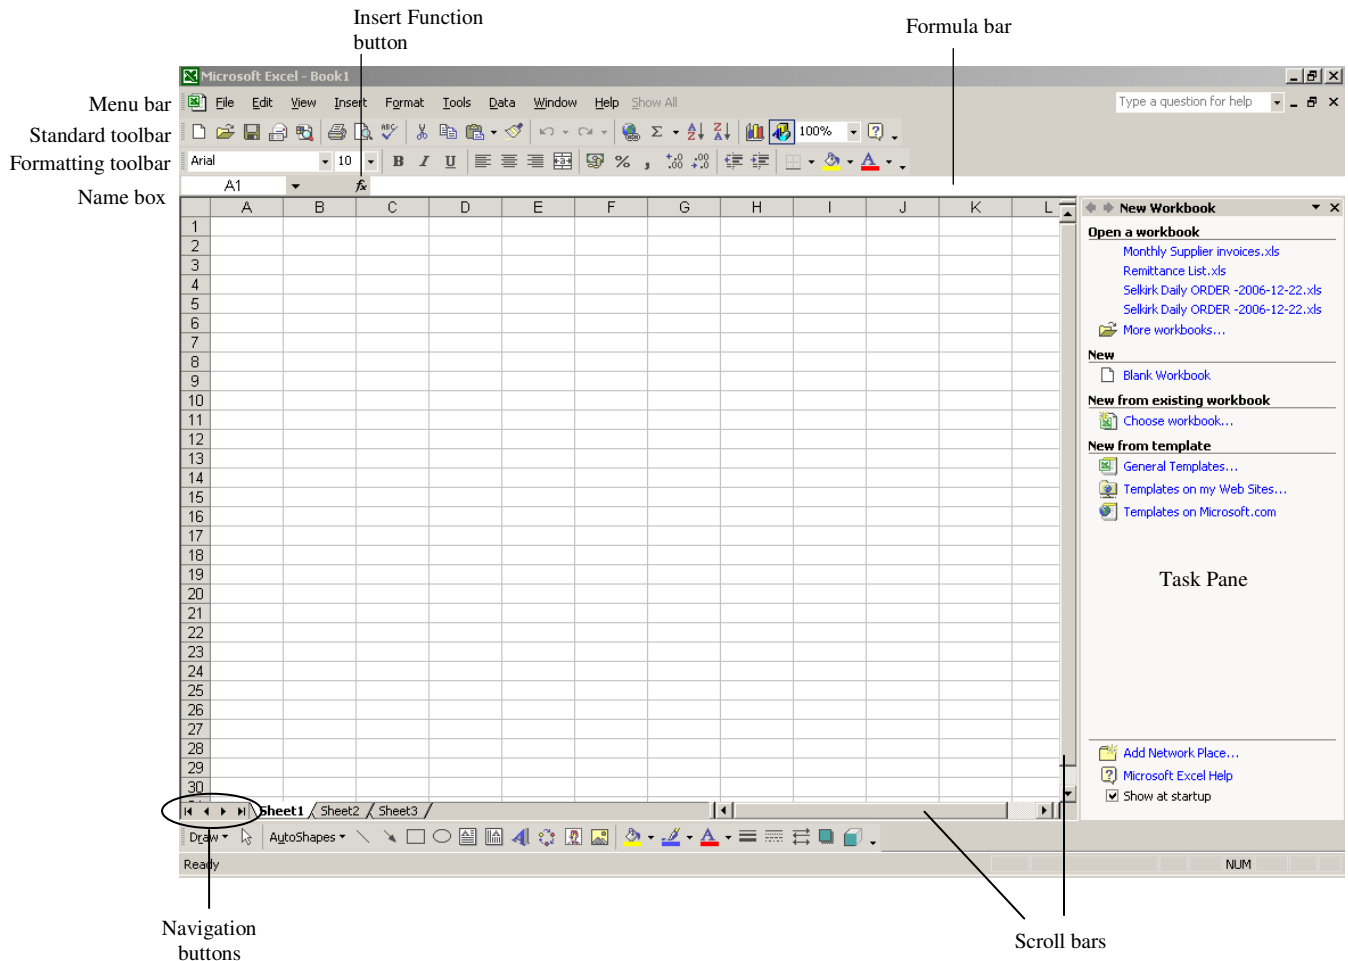 Insert Function
button
Formula bar
Microsoft Excel - Book1
Menu bar
File Edit View Insert Format Tools Data Window Help Show All
Type a question for help
Standard toolbar
ABC
Σ
A
Z
Z
A
100%
?
Formatting toolbar
Arial
10
B I U
a
% ,
.0
.00
.00
.0
A
Name box
A1
fx
A B C D E F G H I J K L
1
2
3
4
5
6
7
8
9
10
11
12
13
14
15
16
17
18
19
20
21
22
23
24
25
26
27
28
29
30
New Workbook
Open a workbook
Monthly Supplier invoices.xls
Remittance List.xls
Selkirk Daily ORDER -2006-12-22.xls
Selkirk Daily ORDER -2006-12-22.xls
More workbooks...
New
Blank Workbook
New from existing workbook
Choose workbook...
New from template
General Templates...
Templates on my Web Sites...
Templates on Microsoft.com
Task Pane
Add Network Place...
Microsoft Excel Help
Show at startup
Sheet1 Sheet2 Sheet3
Draw AutoShapes
A
A
Ready
NUM
Navigation
buttons
Scroll bars